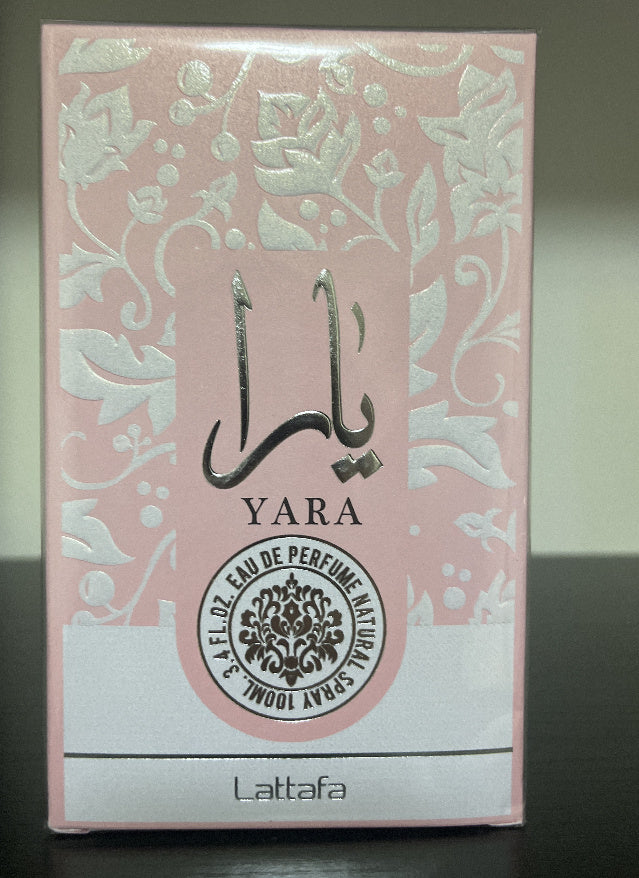 يارا
YARA
EAU DE PERFUME NATURAL SPRAY 100ML. 3.4 FL.OZ.
Lattafa